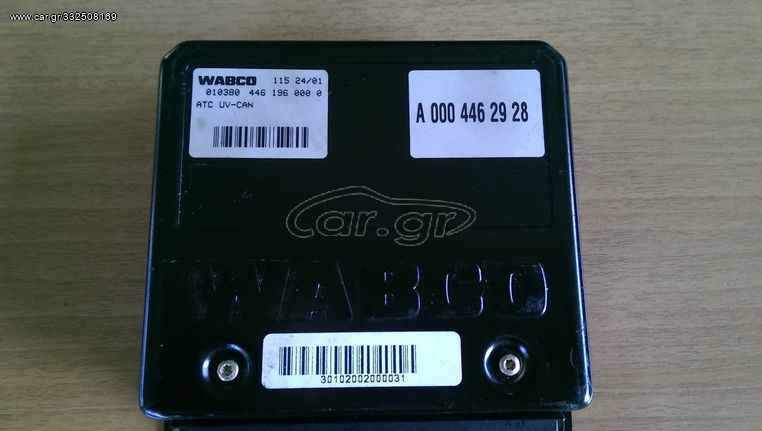 www.car.gr/332508169
WABCO 115 24/01
010380 446 196 000 0
ATC UV-CAN
A 000 446 29 28
car.gr
WABCO
30102002000031